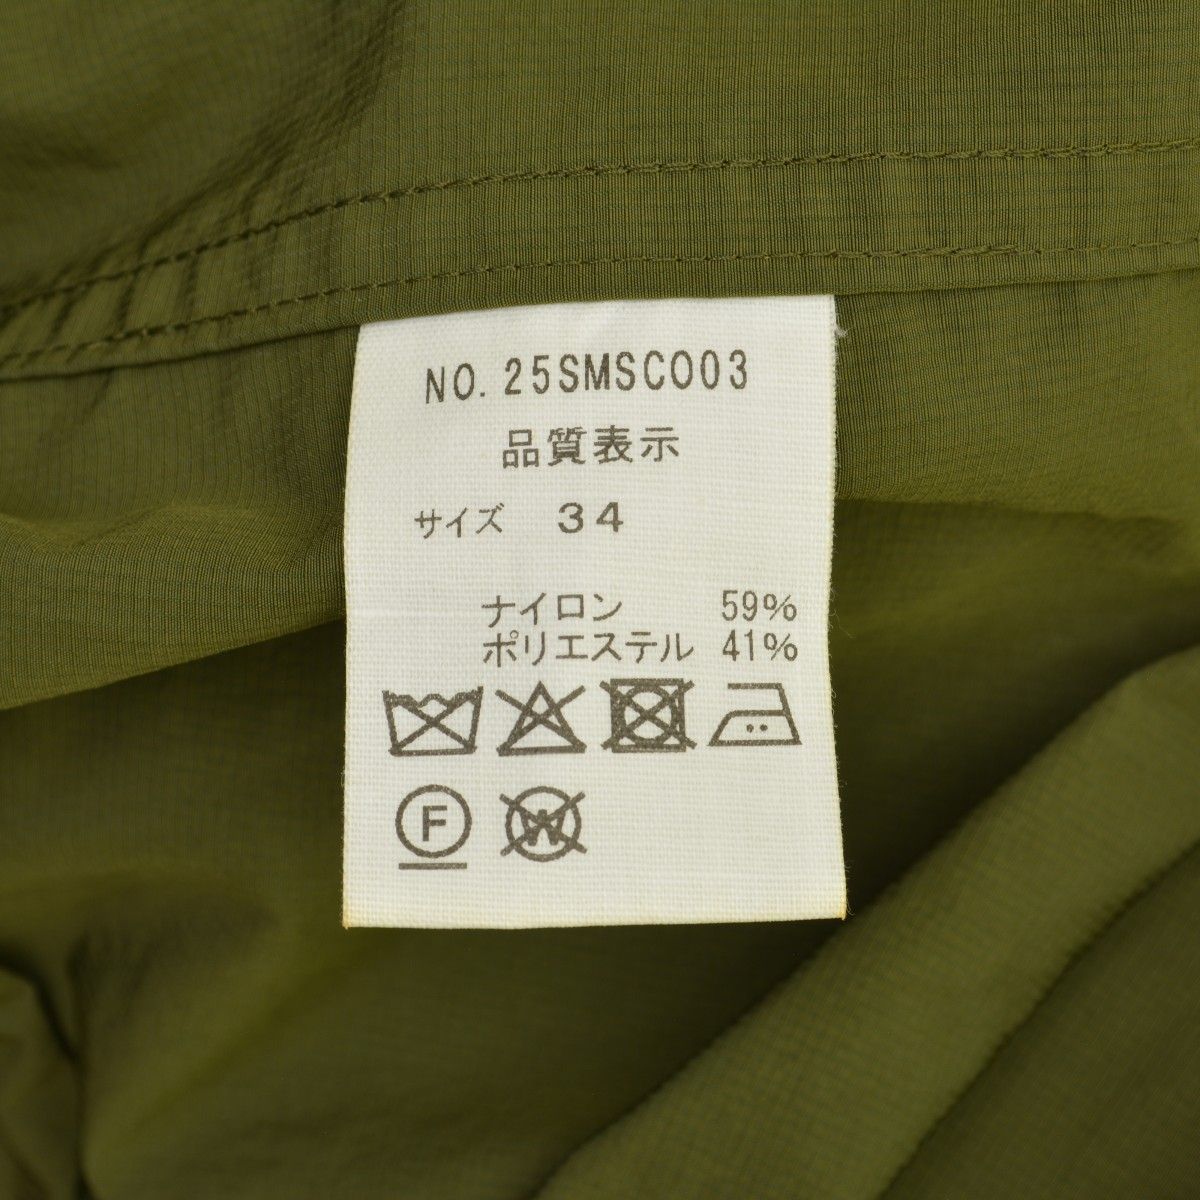 NO. 25SMSC003
品質表示
サイズ 34
ナイロン 59%
ポリエステル 41%
F W